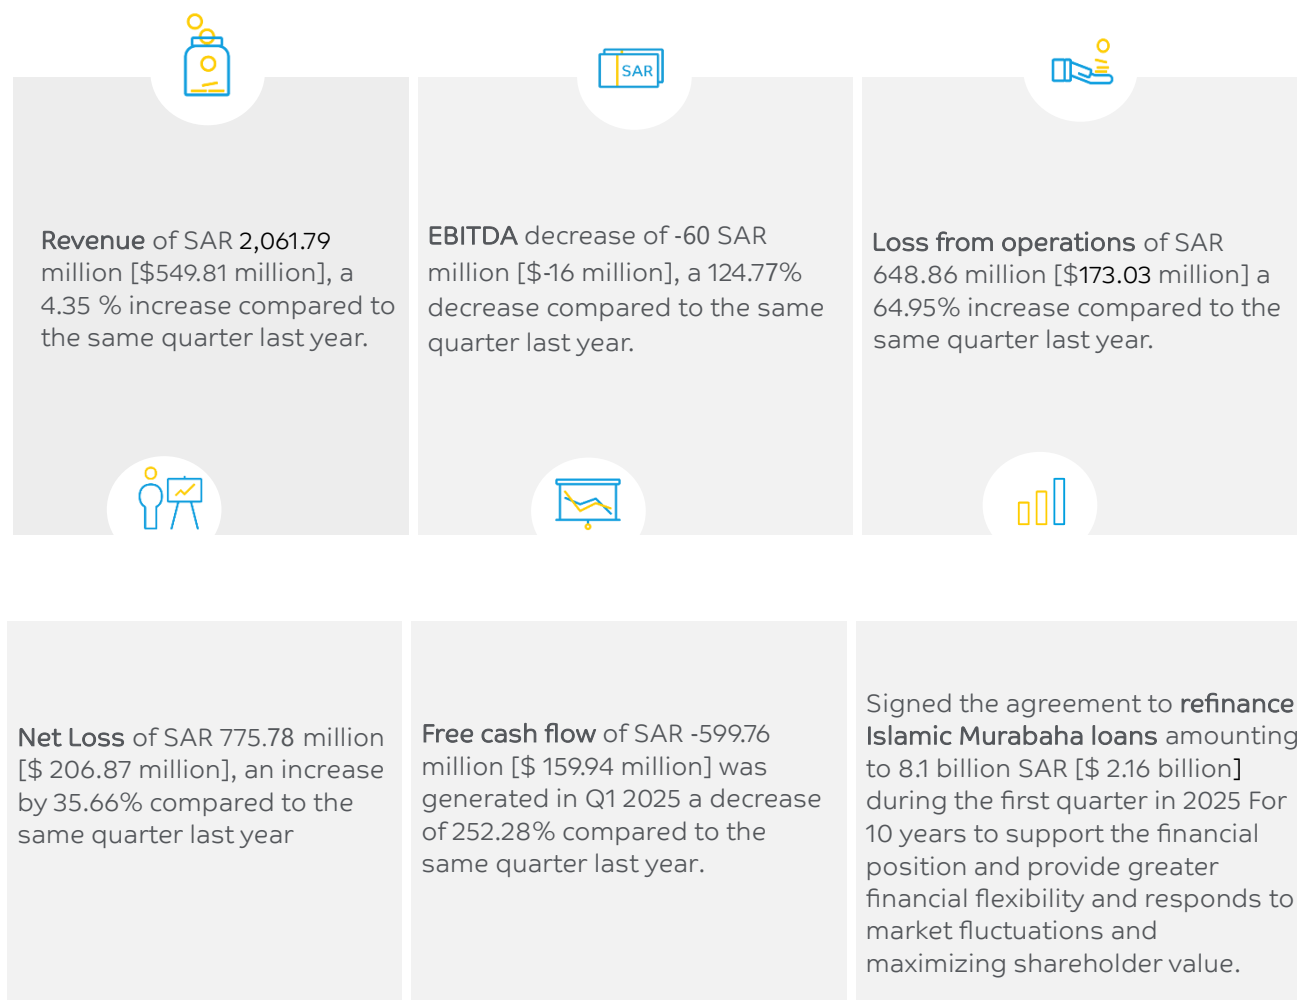 SAR
Revenue of SAR 2,061.79
million [$549.81 million], a
4.35 % increase compared to
the same quarter last year.
EBITDA decrease of -60 SAR
million [$-16 million], a 124.77%
decrease compared to the same
quarter last year.
Loss from operations of SAR
648.86 million [$173.03 million] a
64.95% increase compared to the
same quarter last year.
Net Loss of SAR 775.78 million
[$ 206.87 million], an increase
by 35.66% compared to the
same quarter last year
Free cash flow of SAR -599.76
million [$ 159.94 million] was
generated in Q1 2025 a decrease
of 252.28% compared to the
same quarter last year.
Signed the agreement to refinance
Islamic Murabaha loans amounting
to 8.1 billion SAR [$ 2.16 billion]
during the first quarter in 2025 For
10 years to support the financial
position and provide greater
financial flexibility and responds to
market fluctuations and
maximizing shareholder value.